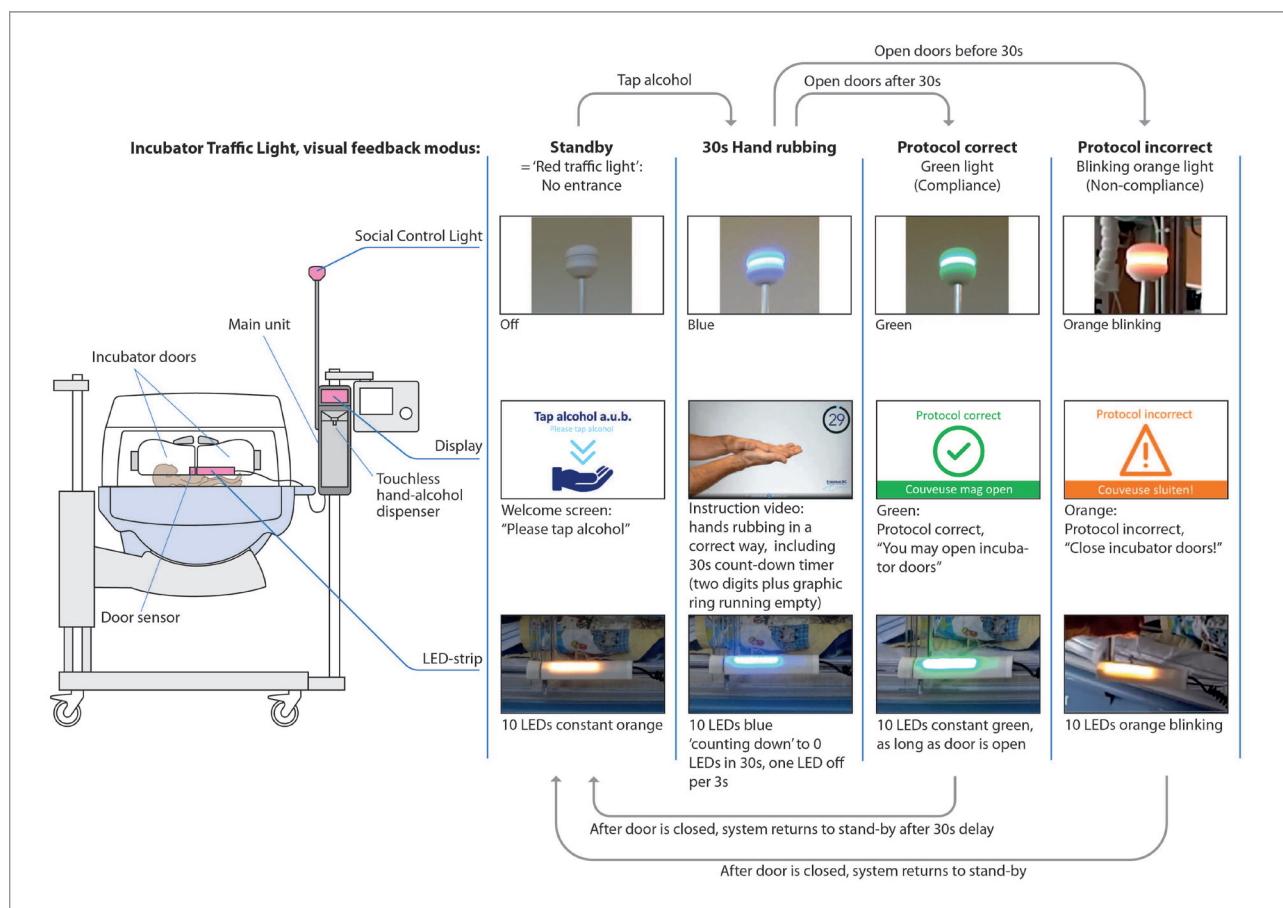 Open doors before 30s
Tap alcohol
Open doors after 30s
Incubator Traffic Light, visual feedback modus:
Standby
= ‘Red traffic light’:
No entrance
30s Hand rubbing
Protocol correct
Green light
(Compliance)
Protocol incorrect
Blinking orange light
(Non-compliance)
Social Control Light
Main unit
Incubator doors
Display
Touchless
hand-alcohol
dispenser
Door sensor
LED-strip
Off
Blue
Green
Orange blinking
Tap alcohol a.u.b.
Please tap alcohol
29
Protocol correct
Couveuse mag open
Protocol incorrect
Couveuse sluiten!
Welcome screen:
“Please tap alcohol”
Instruction video:
hands rubbing in a
correct way, including
30s count-down timer
(two digits plus graphic
ring running empty)
Green:
Protocol correct,
“You may open incuba-
tor doors”
Orange:
Protocol incorrect,
“Close incubator doors!”
10 LEDs constant orange
10 LEDs blue
‘counting down’ to 0
LEDs in 30s, one LED off
per 3s
10 LEDs constant green,
as long as door is open
10 LEDs orange blinking
After door is closed, system returns to stand-by after 30s delay
After door is closed, system returns to stand-by